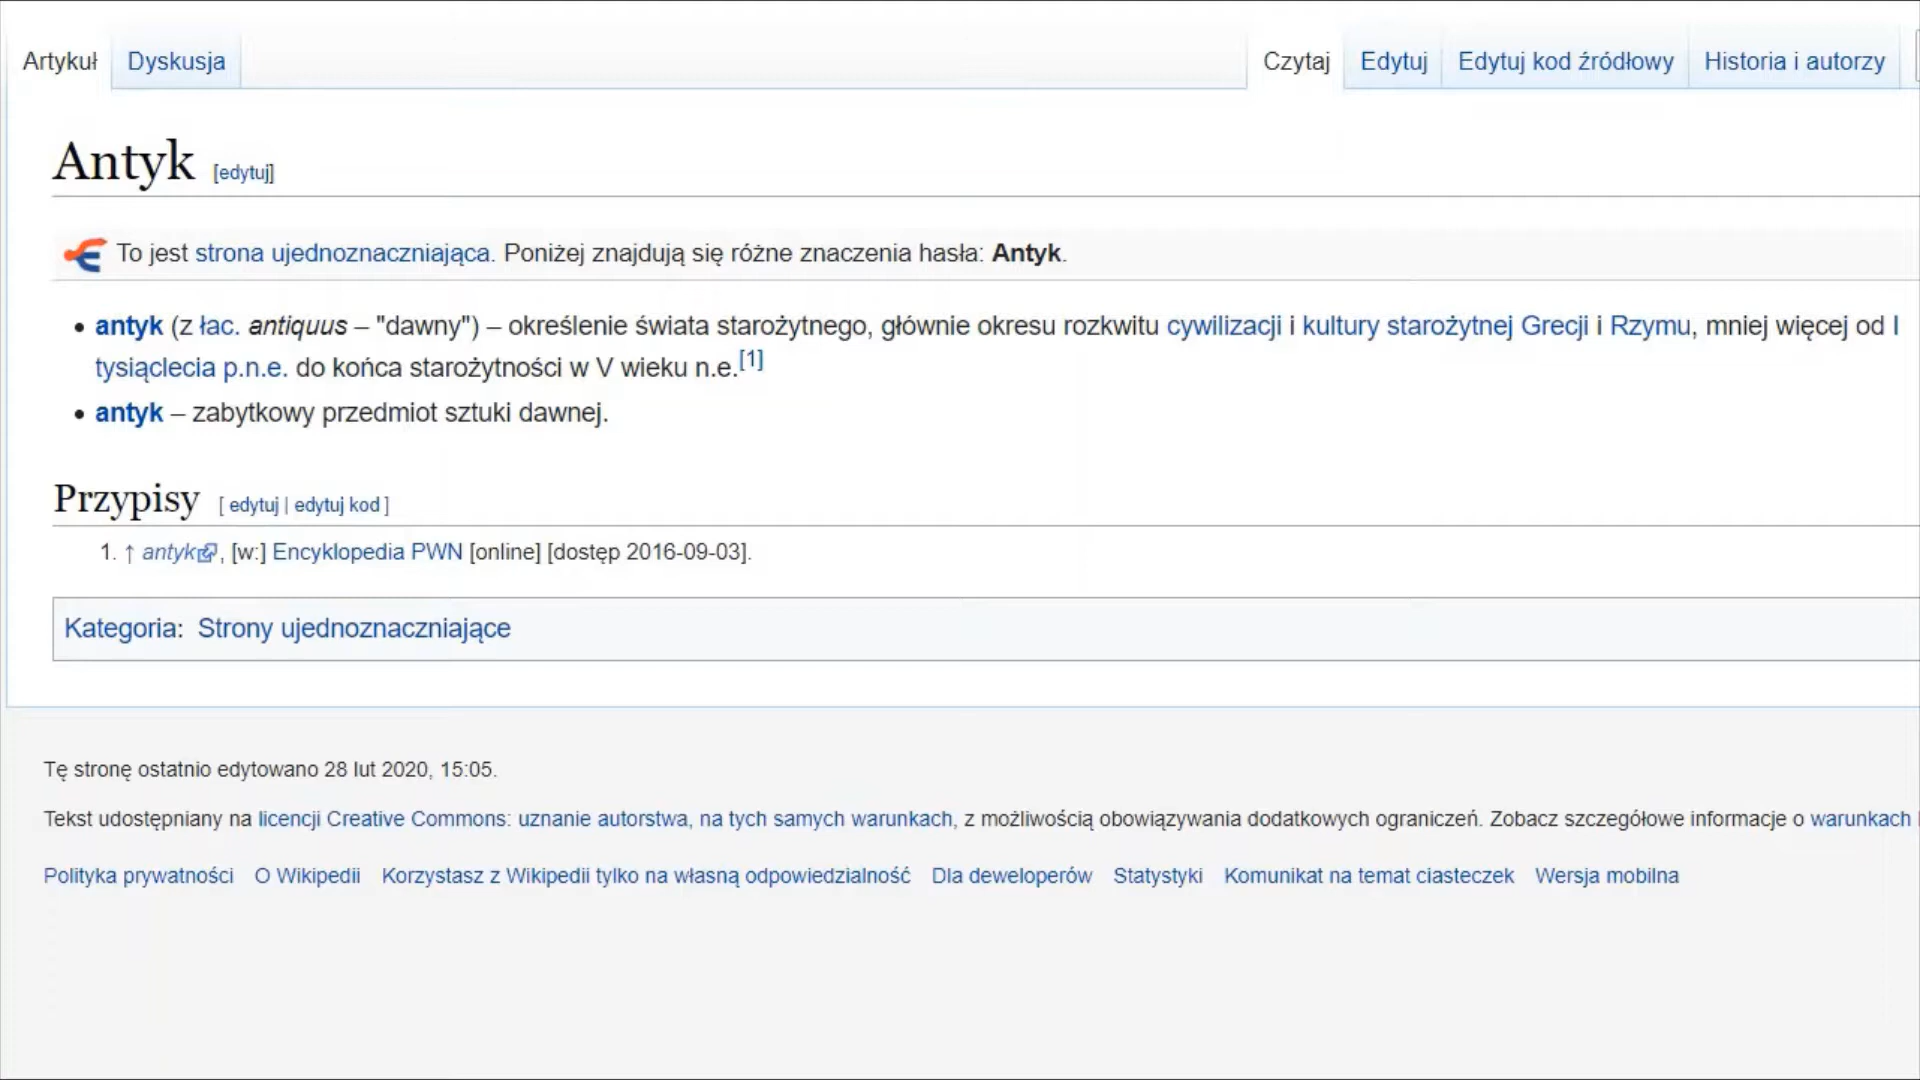 Artykuł Dyskusja Czytaj Edytuj Edytuj kod źródłowy Historia i autorzy
Antyk [edytuj]
To jest strona ujednoznaczniająca. Poniżej znajdują się różne znaczenia hasła: Antyk.
• antyk (z łac. antiquus – "dawny") – określenie świata starożytnego, głównie okresu rozkwitu cywilizacji i kultury starożytnej Grecji i Rzymu, mniej więcej od I
tysiąclecia p.n.e. do końca starożytności w V wieku n.e.[1]
• antyk – zabytkowy przedmiot sztuki dawnej.
Przypisy [ edytuj | edytuj kod ]
1. ↑ antyk, [w:] Encyklopedia PWN [online] [dostęp 2016-09-03].
Kategoria: Strony ujednoznaczniające
Tę stronę ostatnio edytowano 28 lut 2020, 15:05.
Tekst udostępniany na licencji Creative Commons: uznanie autorstwa, na tych samych warunkach, z możliwością obowiązywania dodatkowych ograniczeń. Zobacz szczegółowe informacje o warunkach
Polityka prywatności O Wikipedii Korzystasz z Wikipedii tylko na własną odpowiedzialność Dla deweloperów Statystyki Komunikat na temat ciasteczek Wersja mobilna